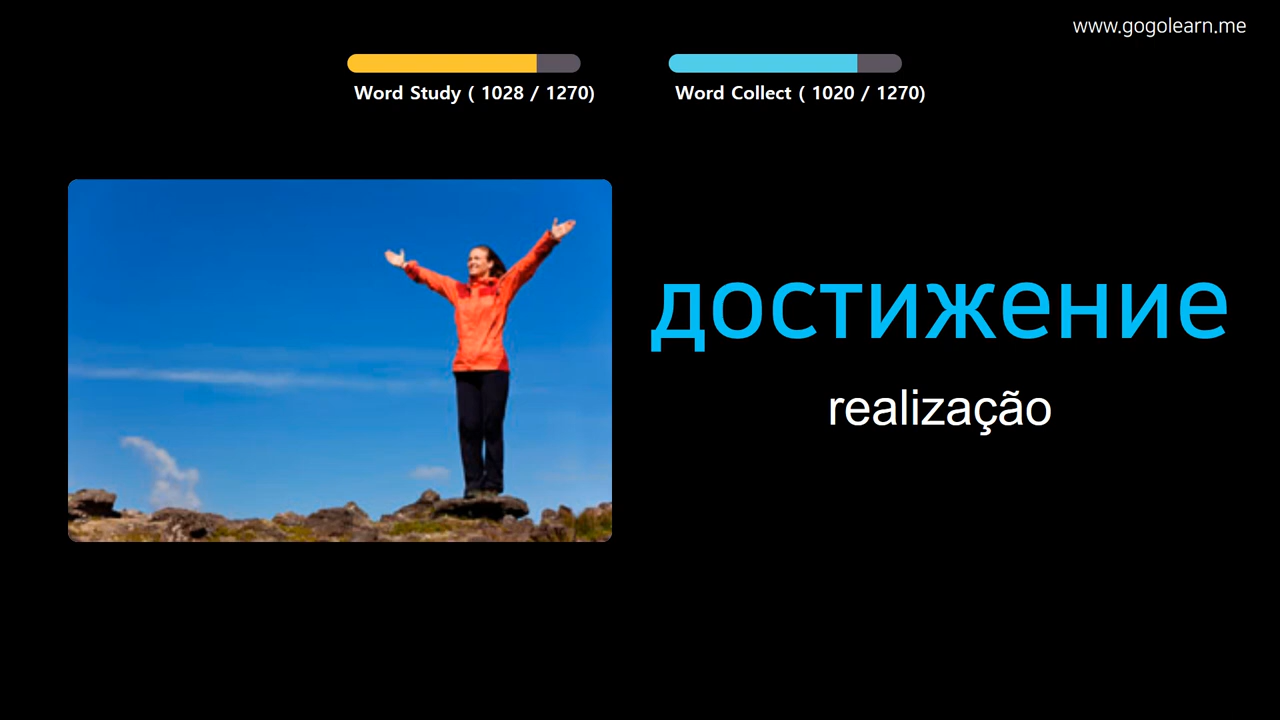 www.gogolearn.me
Word Study ( 1028 / 1270)
Word Collect ( 1020 / 1270)
достижение
realização